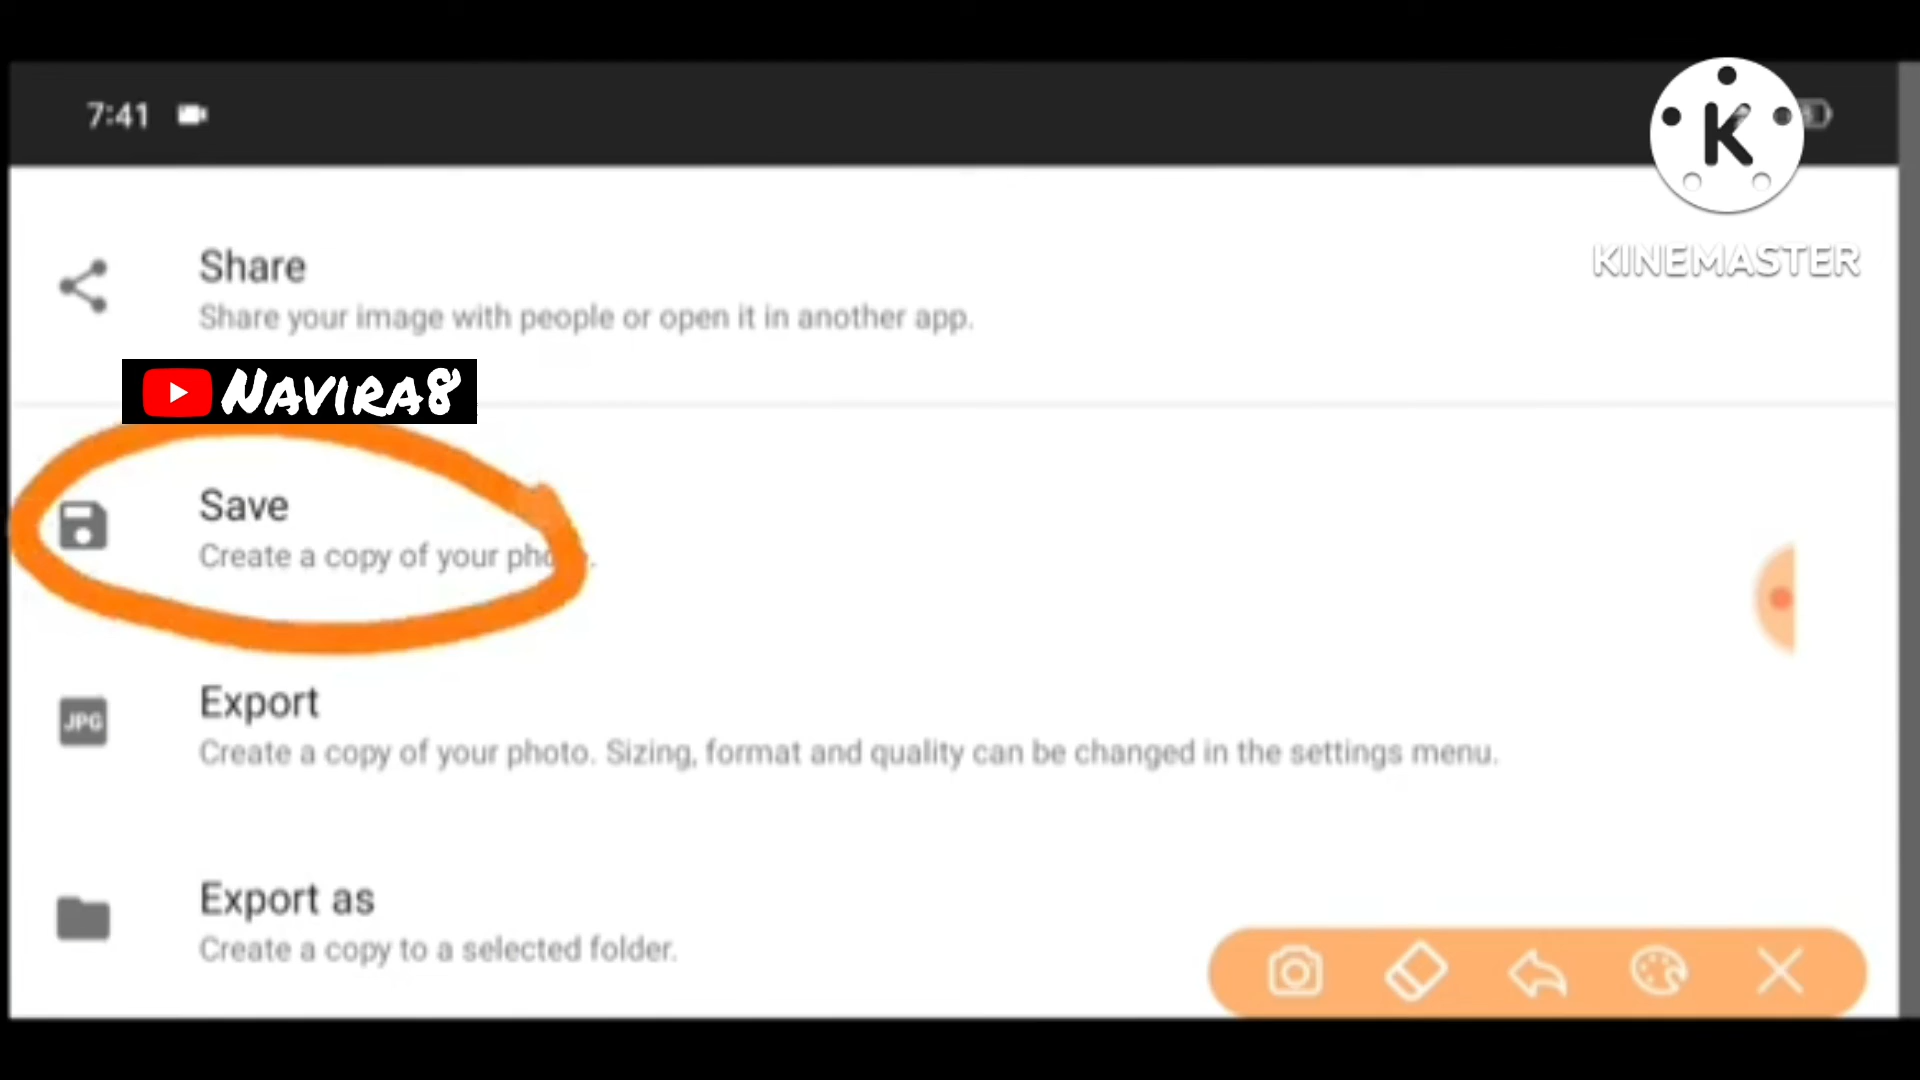 7:41
K
KINEMASTER
Share
Share your image with people or open it in another app.
NAVIRA8
Save
Create a copy of your
JPG
Export
Create a copy of your photo. Sizing, format and quality can be changed in the settings menu.
Export as
Create a copy to a selected folder.